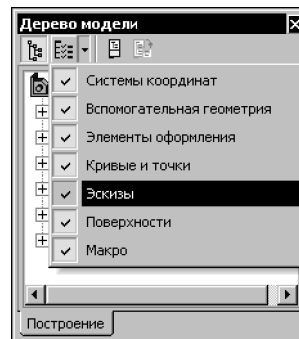 Дерево модели
Системы координат
Вспомогательная геометрия
Элементы оформления
Кривые и точки
Эскизы
Поверхности
Макро
Построение